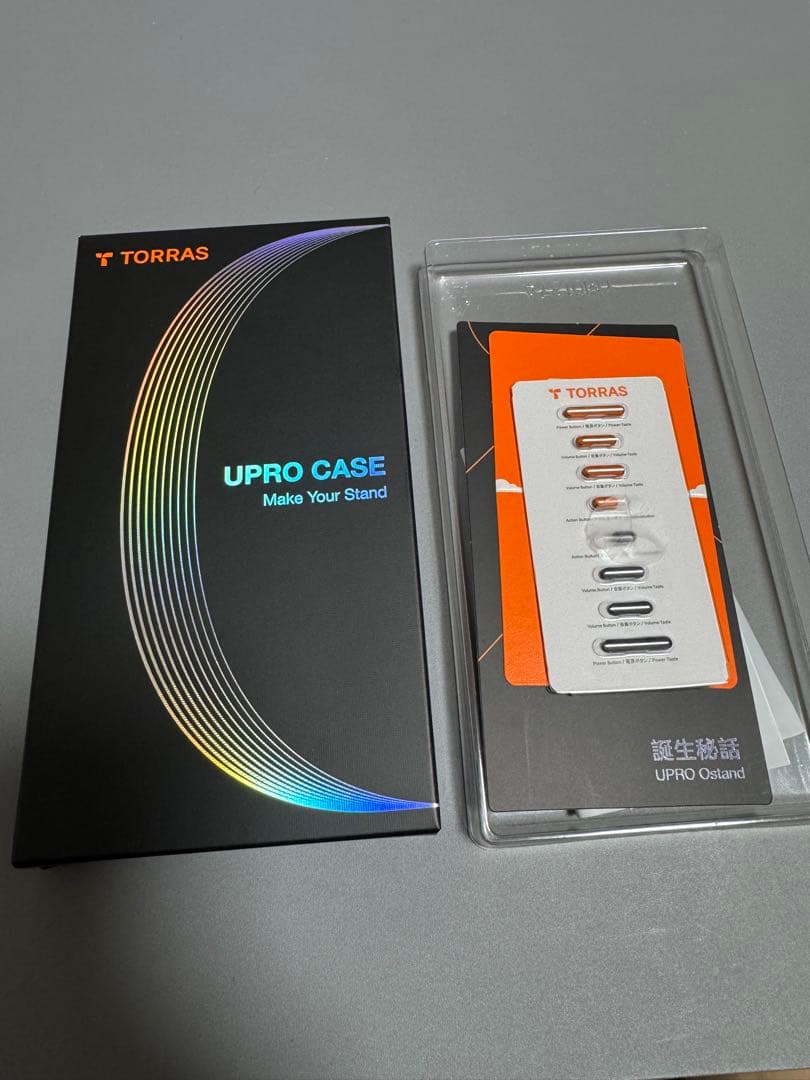 TORRAS
UPRO CASE
Make Your Stand
TORRAS
Power Button / 電源ボタン / Power Taste
Volume Button / 音量ボタン / Volume Taste
Volume Button / 音量ボタン / Volume Taste
Action Button
Action Button
Volume Button / 音量ボタン / Volume Taste
Volume Button / 音量ボタン / Volume Taste
Power Button / 電源ボタン / Power Taste
誕生秘話
UPRO Ostand